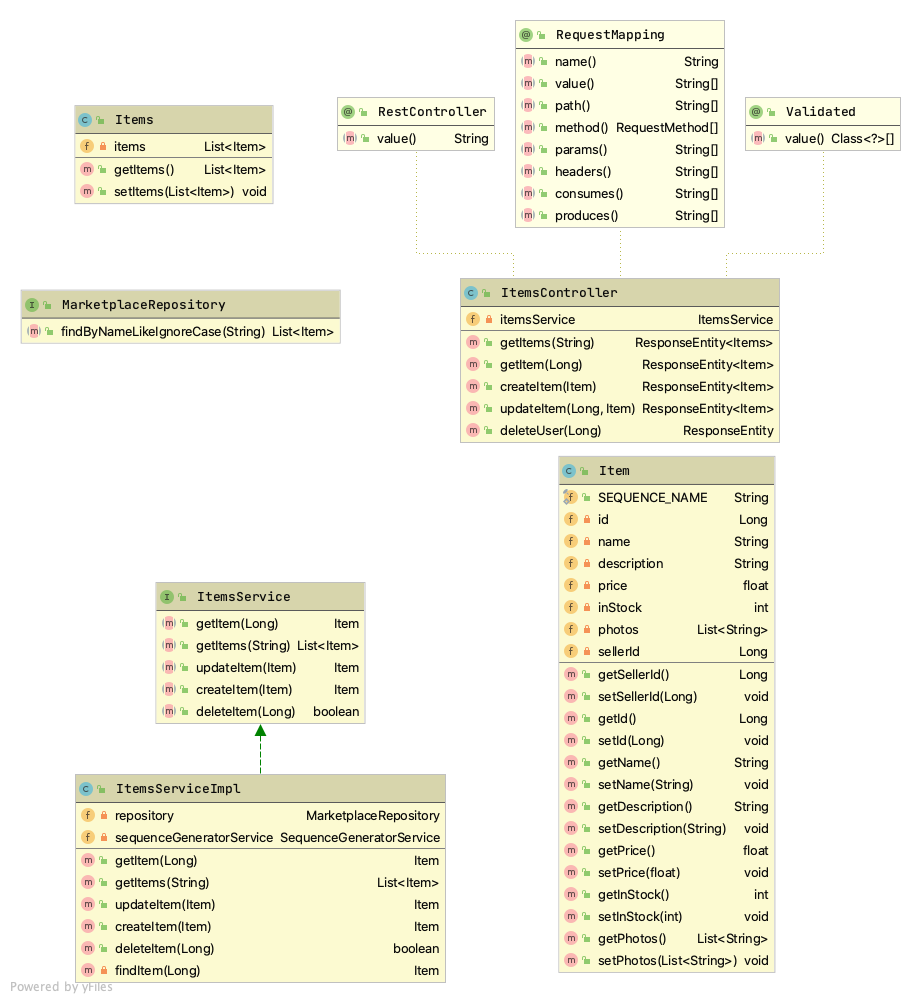 RequestMapping
name() String
value() String[]
path() String[]
method() RequestMethod[]
params() String[]
headers() String[]
consumes() String[]
produces() String[]
RestController
value() String
Validated
value() Class<?>[]
Items
items List<Item>
getItems() List<Item>
setItems(List<Item>) void
MarketplaceRepository
findByNameLikeIgnoreCase(String) List<Item>
ItemsController
itemsService ItemsService
getItems(String) ResponseEntity<Items>
getItem(Long) ResponseEntity<Item>
createItem(Item) ResponseEntity<Item>
updateItem(Long, Item) ResponseEntity<Item>
deleteUser(Long) ResponseEntity
Item
SEQUENCE_NAME String
id Long
name String
description String
price float
inStock int
photos List<String>
sellerId Long
getSellerId() Long
setSellerId(Long) void
getId() Long
setId(Long) void
getName() String
setName(String) void
getDescription() String
setDescription(String) void
getPrice() float
setPrice(float) void
getInStock() int
setInStock(int) void
getPhotos() List<String>
setPhotos(List<String>) void
ItemsService
getItem(Long) Item
getItems(String) List<Item>
updateItem(Item) Item
createItem(Item) Item
deleteItem(Long) boolean
ItemsServiceImpl
repository MarketplaceRepository
sequenceGeneratorService SequenceGeneratorService
getItem(Long) Item
getItems(String) List<Item>
updateItem(Item) Item
createItem(Item) Item
deleteItem(Long) boolean
findItem(Long) Item
Powered by yFiles